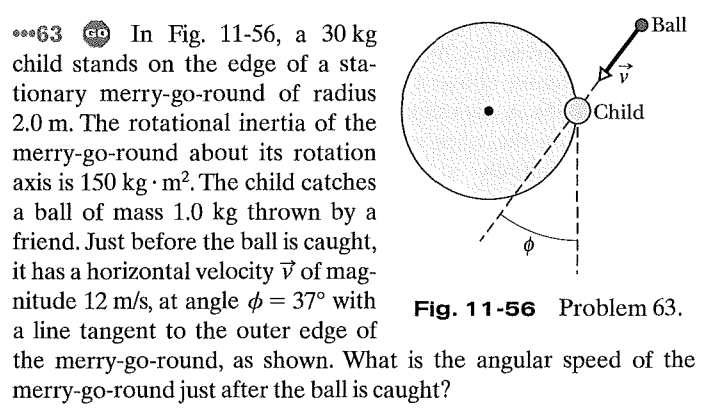 •••63 GO In Fig. 11-56, a 30 kg
child stands on the edge of a sta-
tionary merry-go-round of radius
2.0 m. The rotational inertia of the
merry-go-round about its rotation
axis is 150 kg · m². The child catches
a ball of mass 1.0 kg thrown by a
friend. Just before the ball is caught,
it has a horizontal velocity v⃗ of mag-
nitude 12 m/s, at angle ϕ = 37° with
a line tangent to the outer edge of
the merry-go-round, as shown. What is the angular speed of the
merry-go-round just after the ball is caught?
Ball
v⃗
Child
ϕ
Fig. 11-56 Problem 63.